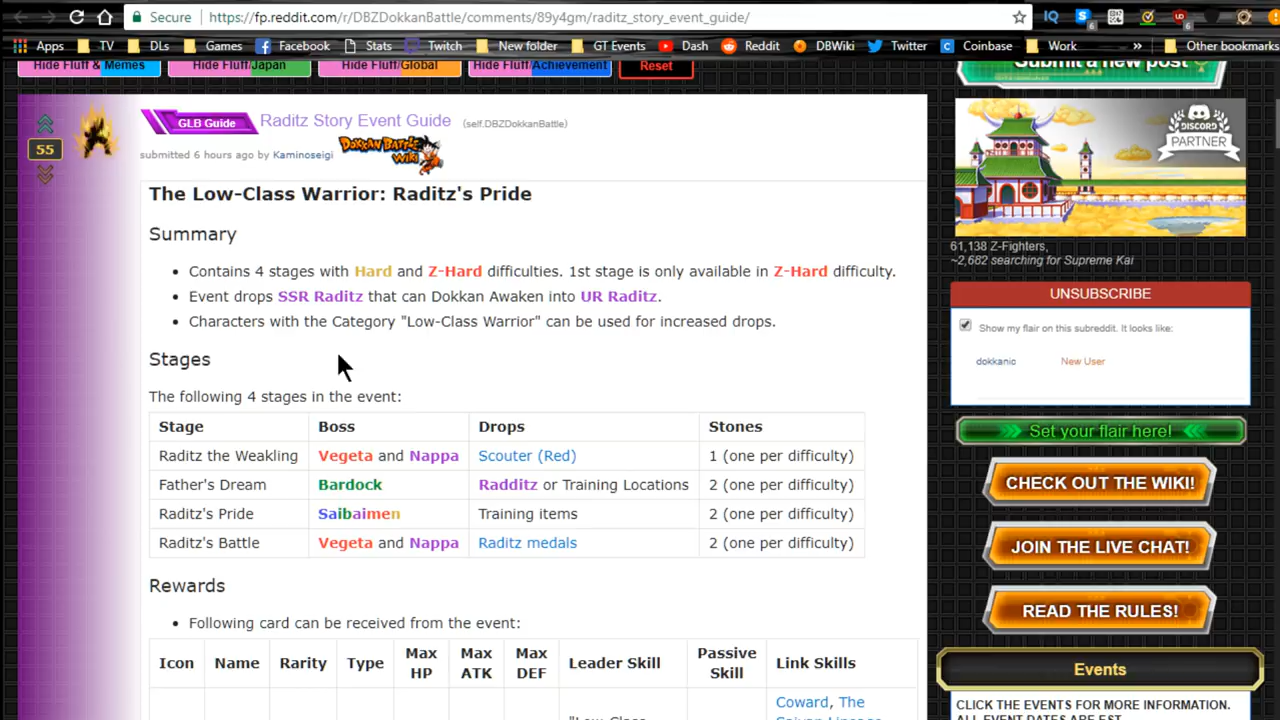 Secure https://fp.reddit.com/r/DBZDokkanBattle/comments/89y4gm/raditz_story_event_guide/
Apps TV DLs Games Facebook Stats Twitch New folder GT Events Dash Reddit DBWiki Twitter Coinbase Work » Other bookmarks
Hide Fluff & Memes Hide Fluff/Japan Hide Fluff/Global Hide Fluff/Achievement Reset
Submit a new post
GLB Guide Raditz Story Event Guide (self.DBZDokkanBattle)
55
submitted 6 hours ago by Kaminoseigi DOKKAN BATTLE WIKI
DISCORD PARTNER
The Low-Class Warrior: Raditz's Pride
Summary
Contains 4 stages with Hard and Z-Hard difficulties. 1st stage is only available in Z-Hard difficulty.
Event drops SSR Raditz that can Dokkan Awaken into UR Raditz.
Characters with the Category "Low-Class Warrior" can be used for increased drops.
Stages
The following 4 stages in the event:
Stage Boss Drops Stones
Raditz the Weakling Vegeta and Nappa Scouter (Red) 1 (one per difficulty)
Father's Dream Bardock Radditz or Training Locations 2 (one per difficulty)
Raditz's Pride Saibaimen Training items 2 (one per difficulty)
Raditz's Battle Vegeta and Nappa Raditz medals 2 (one per difficulty)
Rewards
Following card can be received from the event:
Icon Name Rarity Type Max HP Max ATK Max DEF Leader Skill Passive Skill Link Skills
Coward, The
"Low-Class
61,138 Z-Fighters,
~2,682 searching for Supreme Kai
UNSUBSCRIBE
Show my flair on this subreddit. It looks like:
dokkanic New User
Set your flair here!
CHECK OUT THE WIKI!
JOIN THE LIVE CHAT!
READ THE RULES!
Events
CLICK THE EVENTS FOR MORE INFORMATION.
ALL EVENT DATES ARE EST